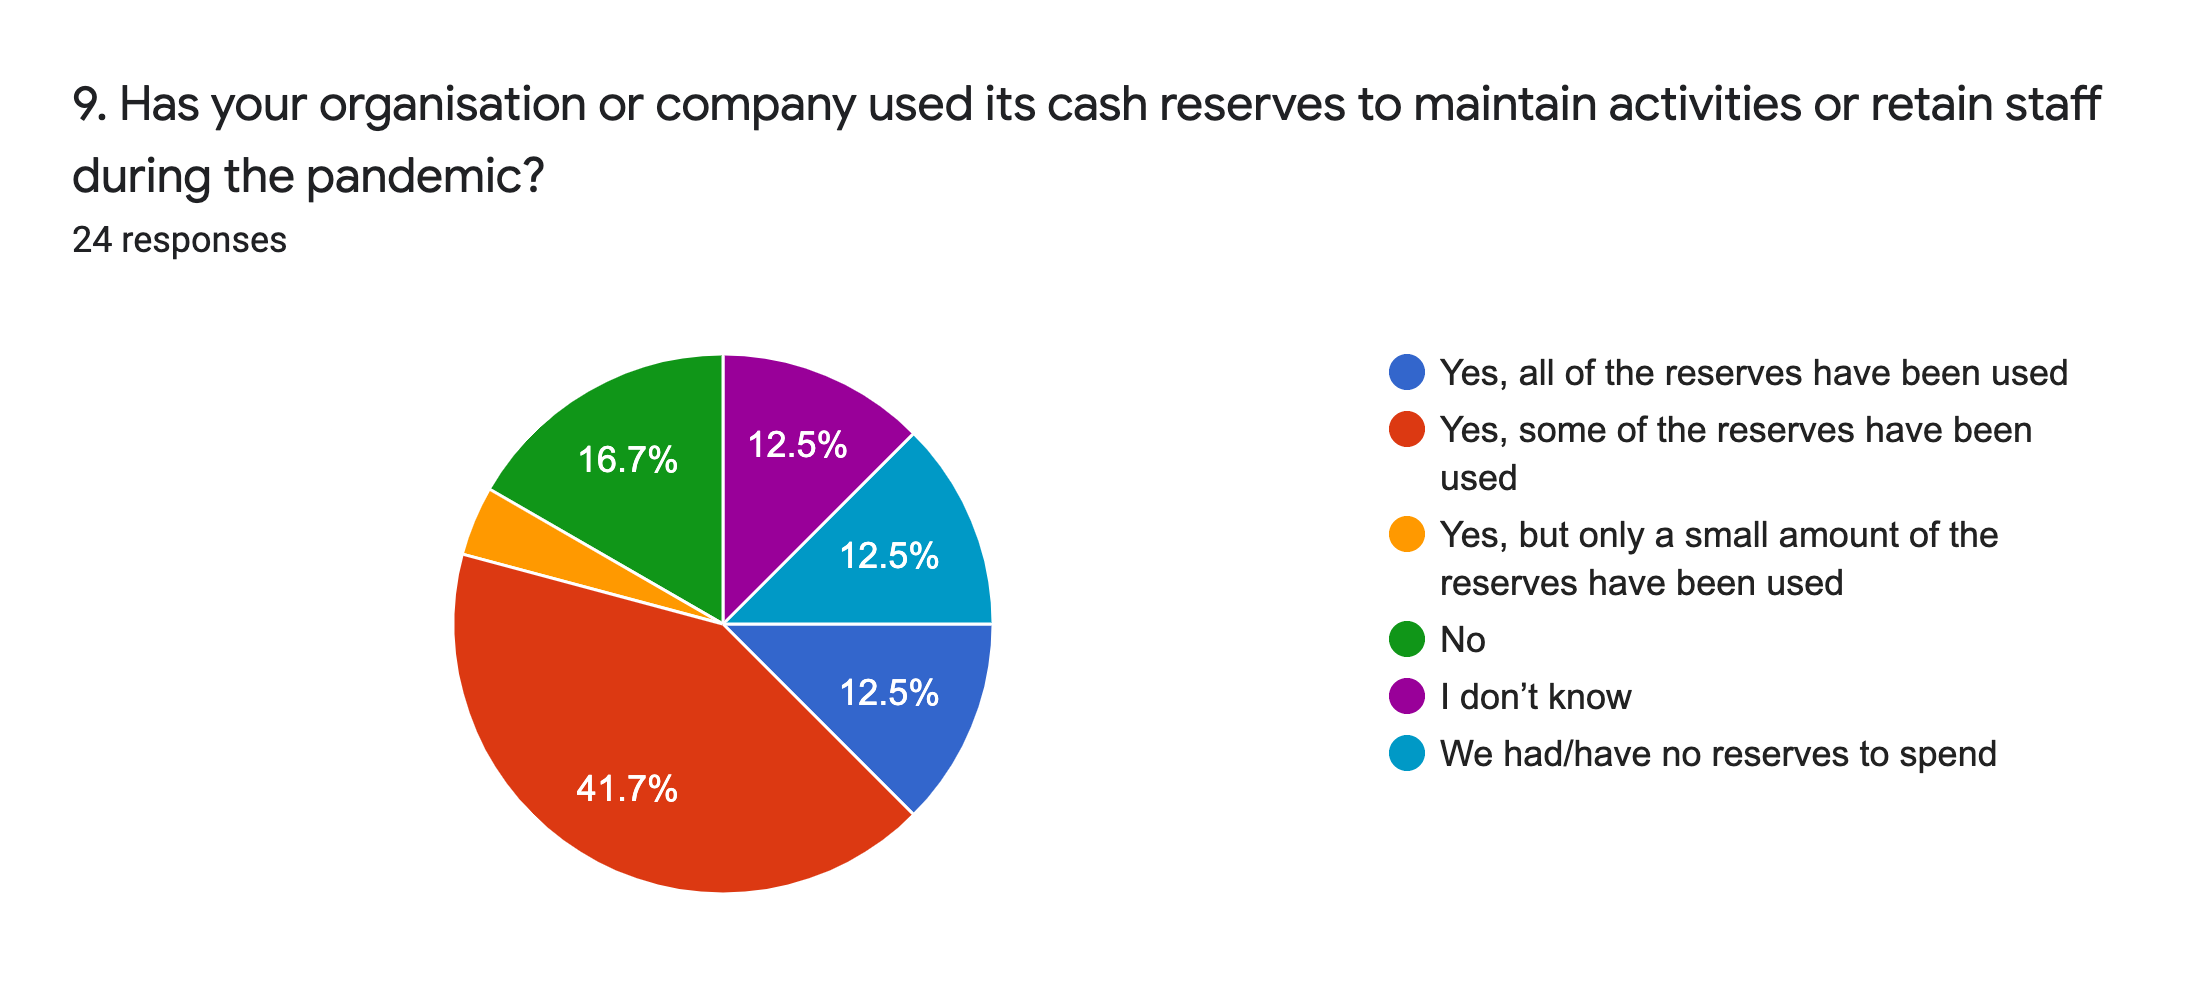 9. Has your organisation or company used its cash reserves to maintain activities or retain staff
during the pandemic?
24 responses
16.7%
12.5%
12.5%
12.5%
41.7%
Yes, all of the reserves have been used
Yes, some of the reserves have been
used
Yes, but only a small amount of the
reserves have been used
No
I don’t know
We had/have no reserves to spend